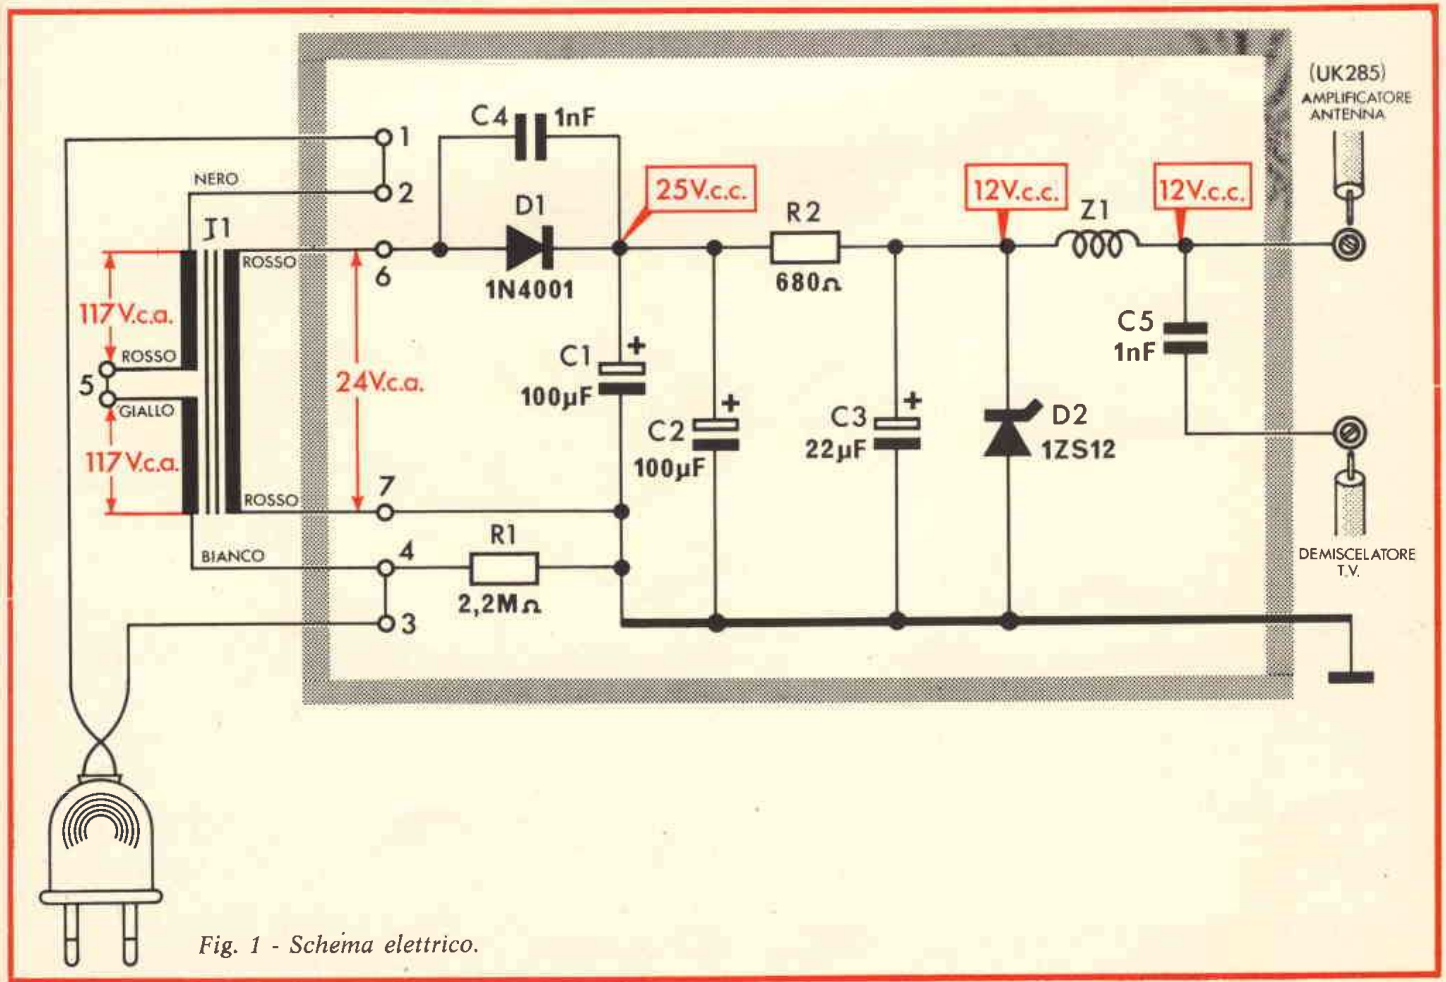 (UK285)
AMPLIFICATORE
ANTENNA
C4
1nF
1
NERO
2
25V.c.c.
12V.c.c.
12V.c.c.
D1
R2
Z1
T1
ROSSO
6
1N4001
680Ω
117V.c.a.
C5
1nF
C1
+
100µF
ROSSO
5
GIALLO
24V.c.a.
C2
+
100µF
C3
+
22µF
D2
1ZS12
117V.c.a.
ROSSO
7
R1
BIANCO
4
2,2MΩ
3
DEMISCELATORE
T.V.
Fig. 1 - Schema elettrico.